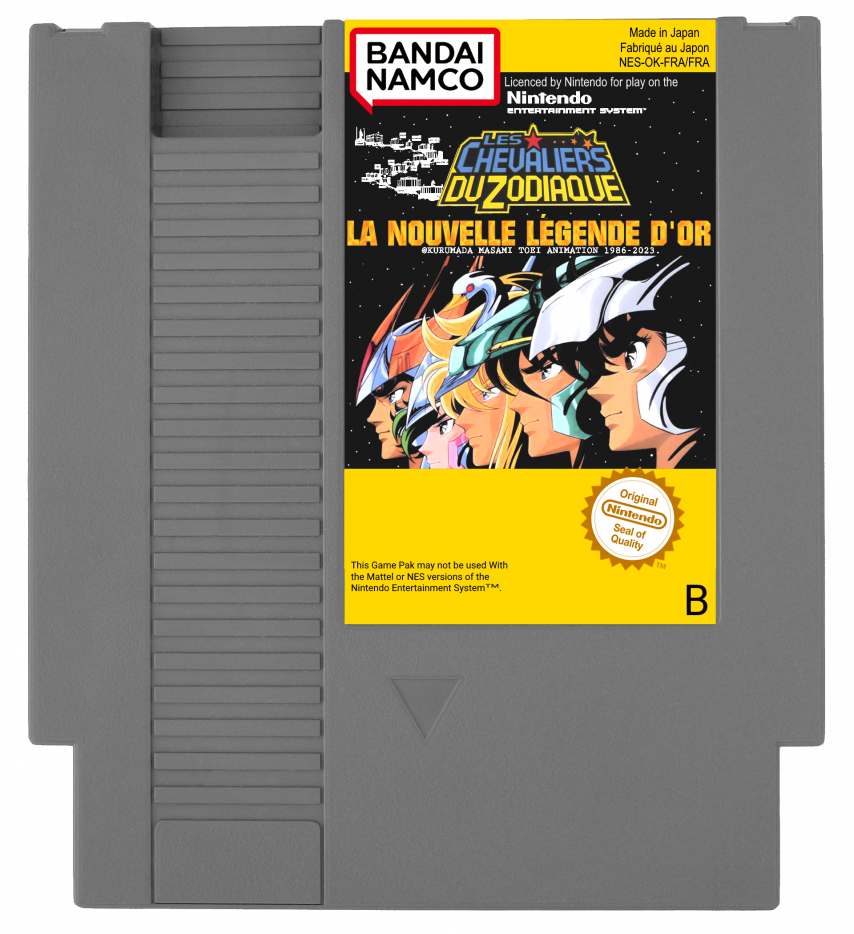 BANDAI
NAMCO
Made in Japan
Fabriqué au Japon
NES-OK-FRA/FRA
Licenced by Nintendo for play on the
Nintendo
ENTERTAINMENT SYSTEM™
LES
CHEVALIERS
DU ZODIAQUE
LA NOUVELLE LÉGENDE D'OR
©KURUMADA MASAMI TOEI ANIMATION 1986-2023.
Original
Nintendo
Seal of
Quality
TM
This Game Pak may not be used With
the Mattel or NES versions of the
Nintendo Entertainment System™.
B